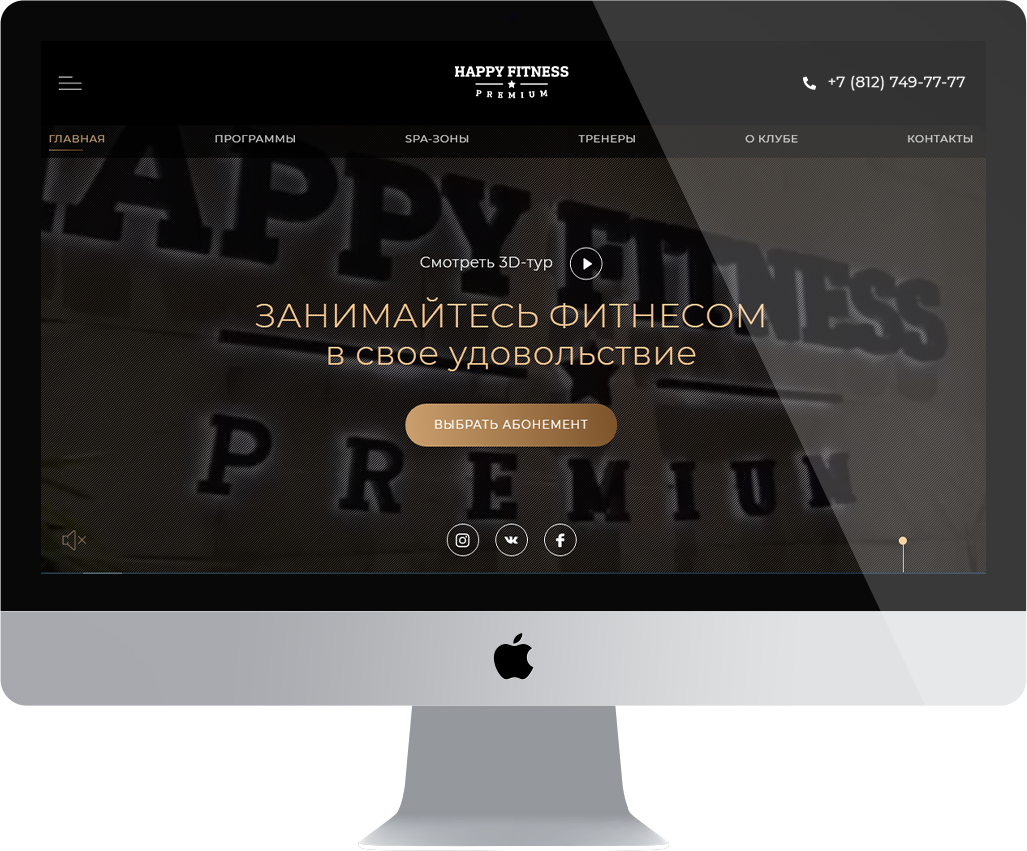 HAPPY FITNESS
PREMIUM
+7 (812) 749-77-77
ГЛАВНАЯ
ПРОГРАММЫ
SPA-ЗОНЫ
ТРЕНЕРЫ
О КЛУБЕ
КОНТАКТЫ
HAPPY FITNESS
Смотреть 3D-тур
ЗАНИМАЙТЕСЬ ФИТНЕСОМ
в свое удовольствие
ВЫБРАТЬ АБОНЕМЕНТ
PREMIUM